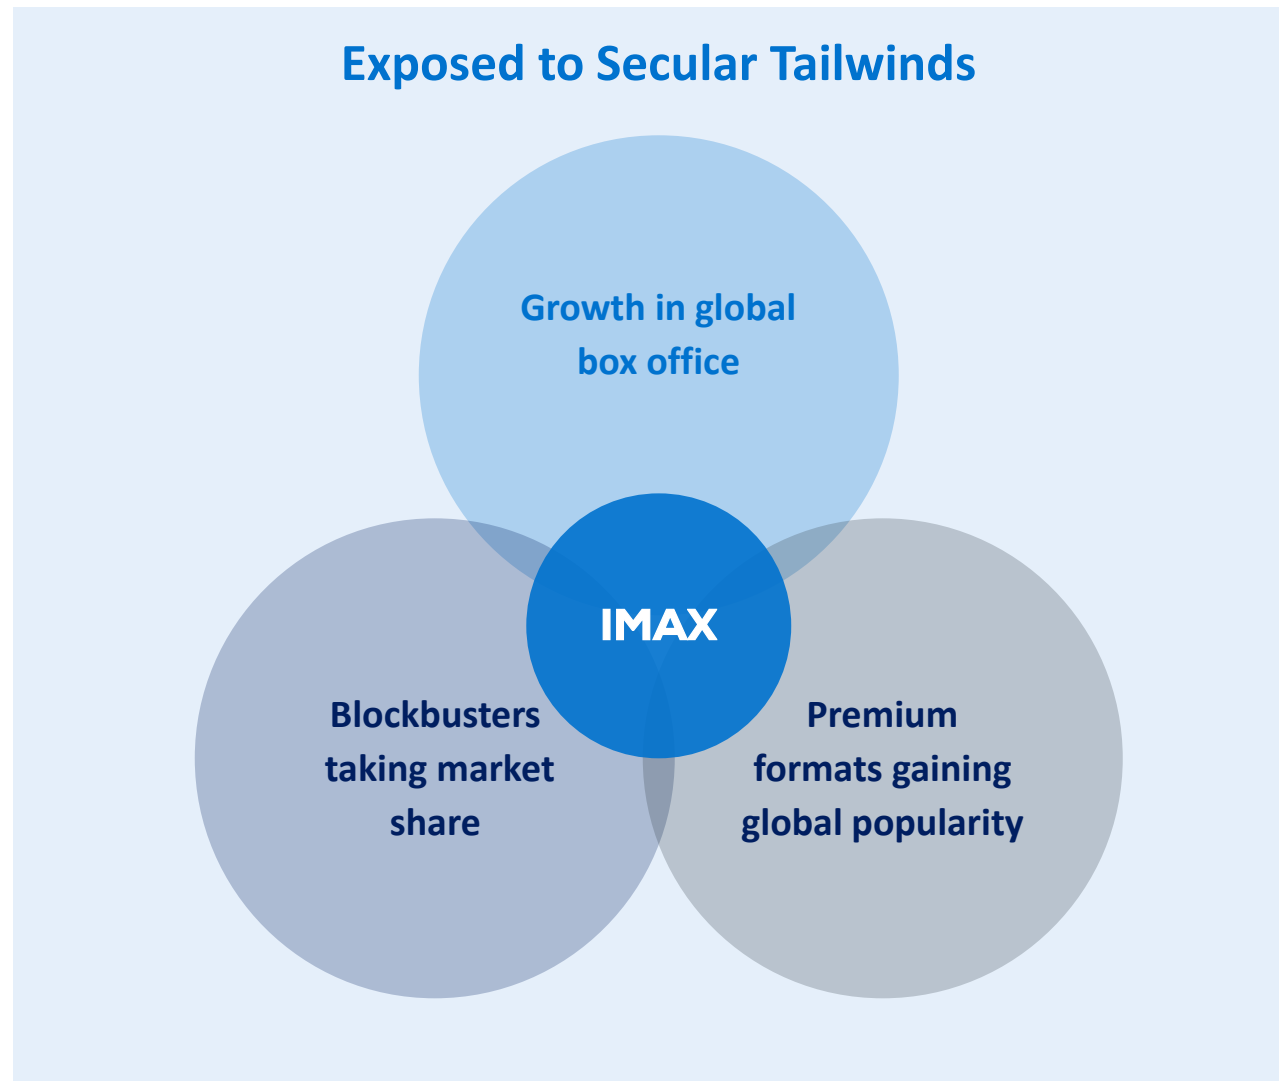 Exposed to Secular Tailwinds
Growth in global
box office
IMAX
Blockbusters
taking market
share
Premium
formats gaining
global popularity